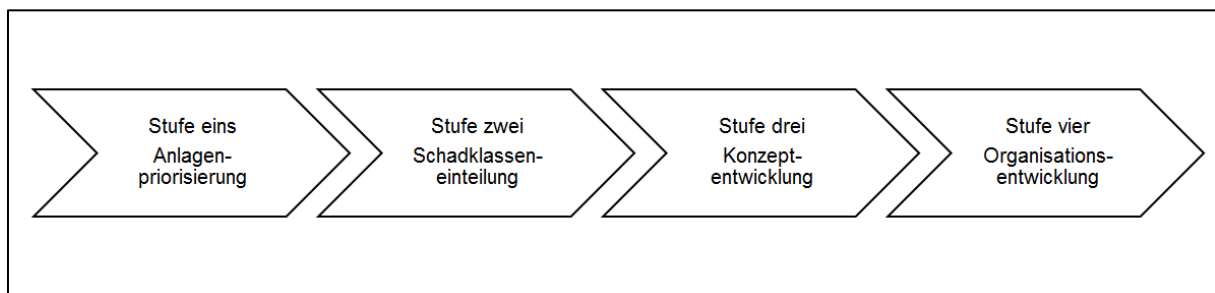 Stufe eins
Anlagen-
priorisierung
Stufe zwei
Schadklassen-
einteilung
Stufe drei
Konzept-
entwicklung
Stufe vier
Organisations-
entwicklung